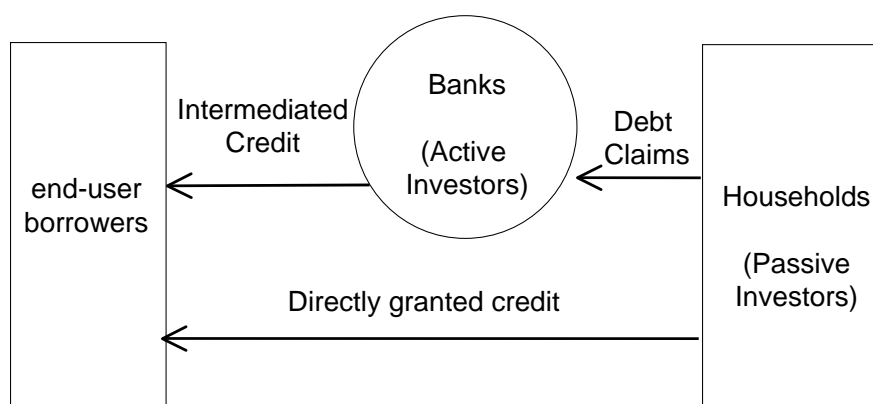 end-user
borrowers
Intermediated
Credit
Banks
(Active
Investors)
Debt
Claims
Households
(Passive
Investors)
Directly granted credit